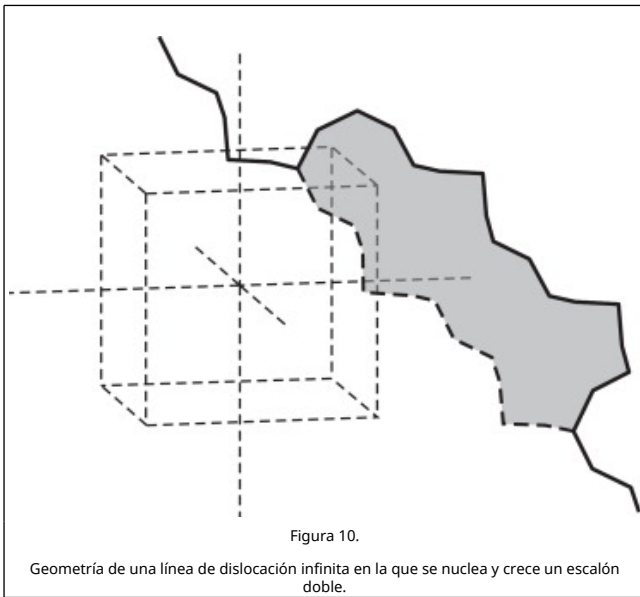 Figura 10.
Geometría de una línea de dislocación infinita en la que se nuclea y crece un escalón
doble.